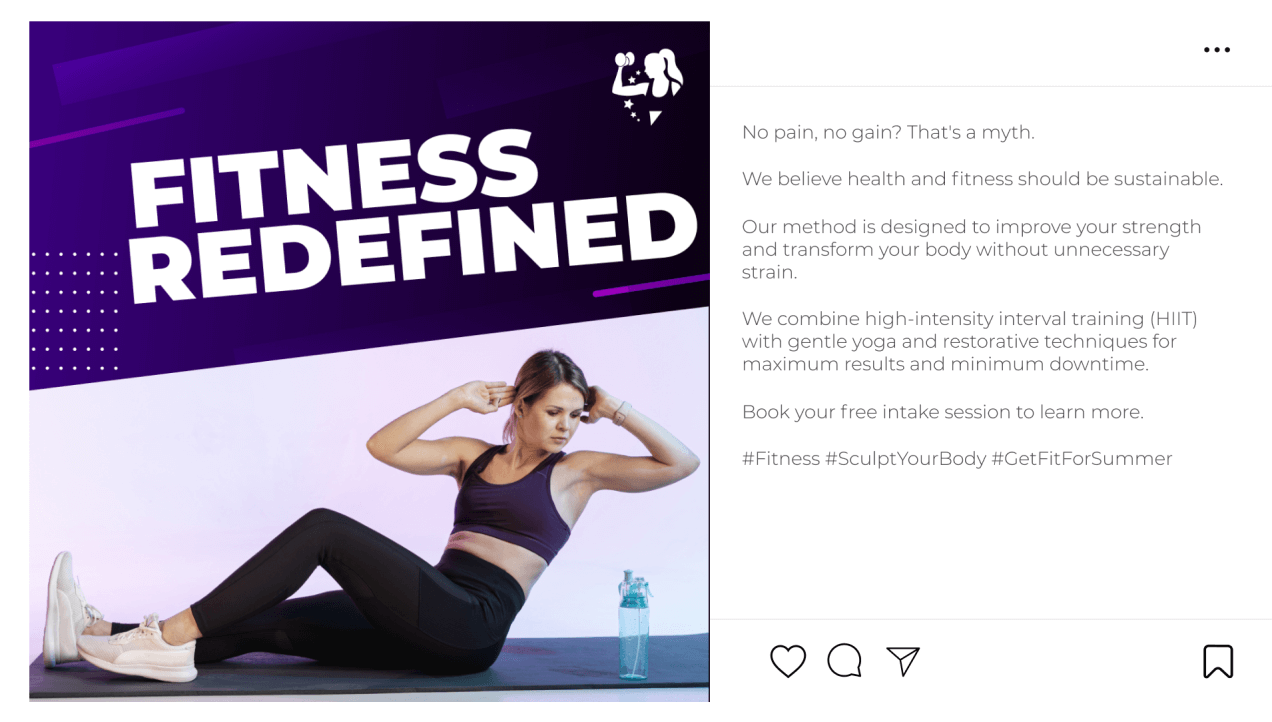 FITNESS
REDEFINED
No pain, no gain? That's a myth.
We believe health and fitness should be sustainable.
Our method is designed to improve your strength
and transform your body without unnecessary
strain.
We combine high-intensity interval training (HIIT)
with gentle yoga and restorative techniques for
maximum results and minimum downtime.
Book your free intake session to learn more.
#Fitness #SculptYourBody #GetFitForSummer